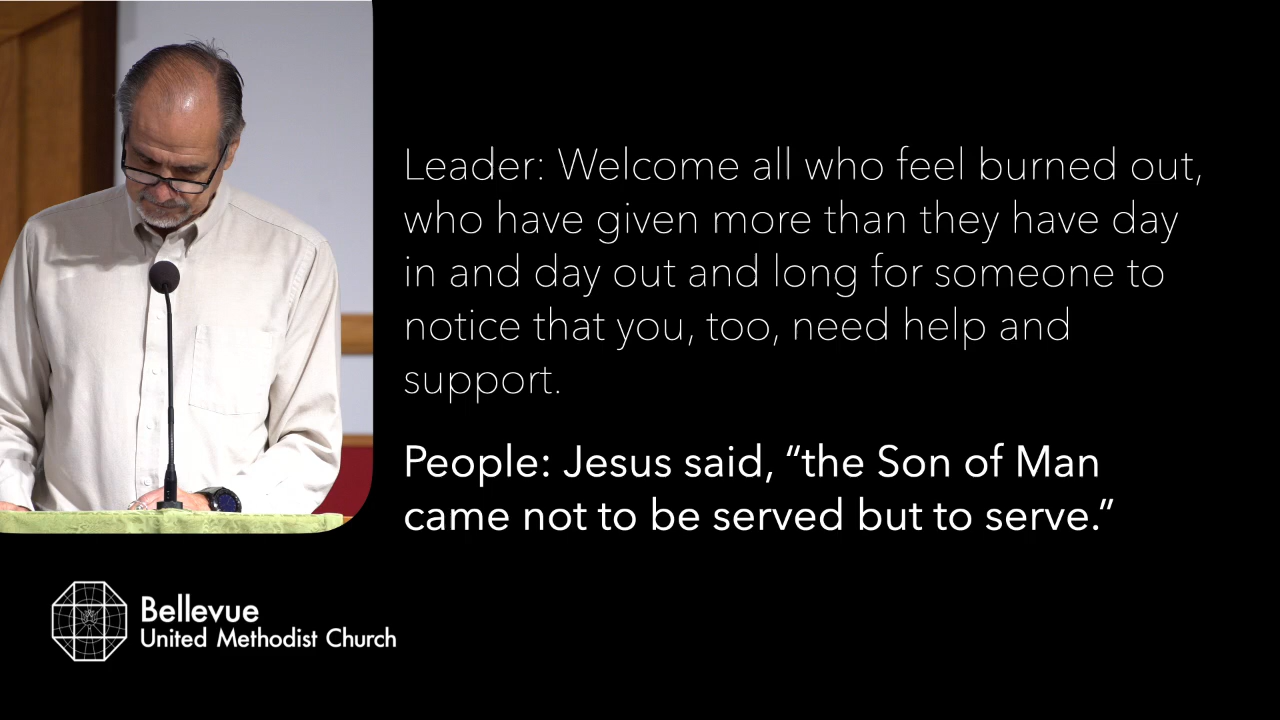 Leader: Welcome all who feel burned out,
who have given more than they have day
in and day out and long for someone to
notice that you, too, need help and
support.
People: Jesus said, “the Son of Man
came not to be served but to serve.”
Bellevue
United Methodist Church